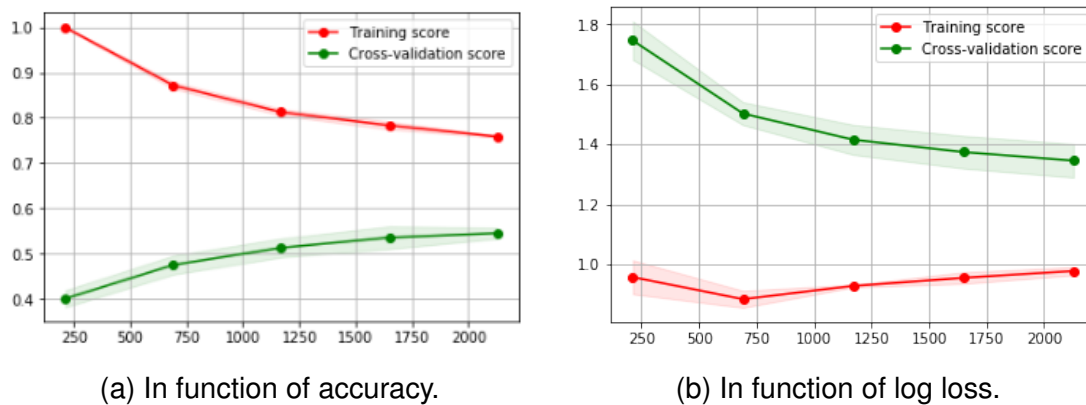 1.0
0.9
0.8
0.7
0.6
0.5
0.4
250 500 750 1000 1250 1500 1750 2000
Training score
Cross-validation score
(a) In function of accuracy.
1.8
1.6
1.4
1.2
1.0
250 500 750 1000 1250 1500 1750 2000
Training score
Cross-validation score
(b) In function of log loss.